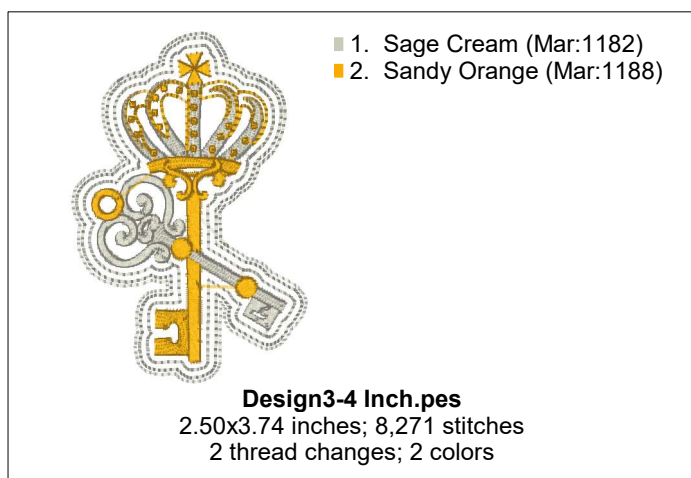 1. Sage Cream (Mar:1182)
2. Sandy Orange (Mar:1188)
Design3-4 Inch.pes
2.50x3.74 inches; 8,271 stitches
2 thread changes; 2 colors